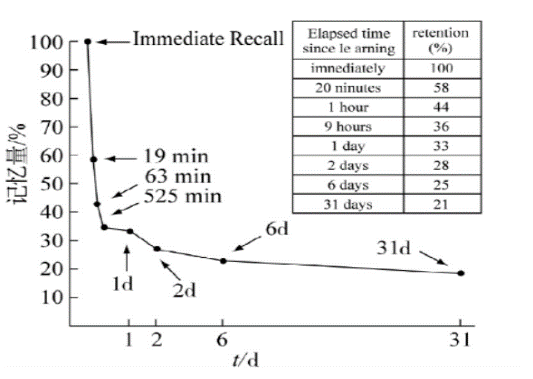 100
90
80
70
60
50
40
30
20
10
记忆量/%
Immediate Recall
19 min
63 min
525 min
1d
2d
6d
31d
1 2 6 31
t/d
Elapsed time since le arning retention (%)
imnediately 100
20 ninutes 58
1 hour 44
9 hours 36
1 day 33
2 days 28
6 days 25
31 days 21